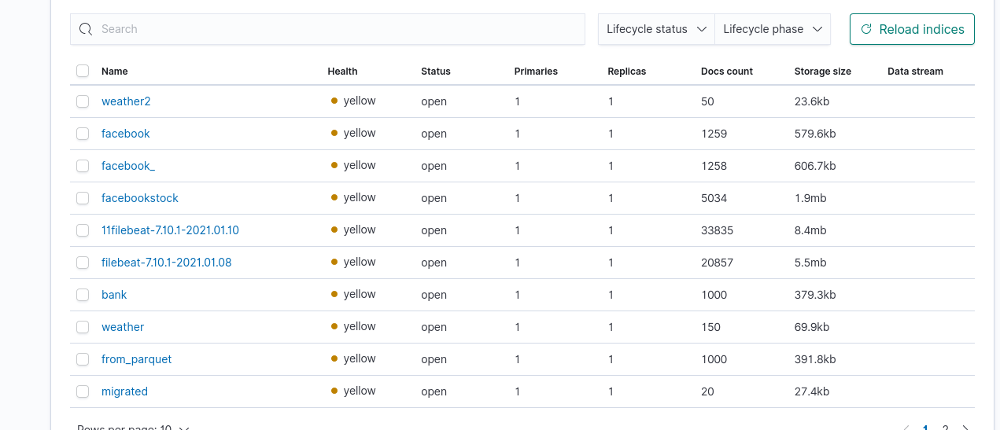 Search Lifecycle status Lifecycle phase Reload indices
Name Health Status Primaries Replicas Docs count Storage size Data stream
weather2 yellow open 1 1 50 23.6kb
facebook yellow open 1 1 1259 579.6kb
facebook_ yellow open 1 1 1258 606.7kb
facebookstock yellow open 1 1 5034 1.9mb
11filebeat-7.10.1-2021.01.10 yellow open 1 1 33835 8.4mb
filebeat-7.10.1-2021.01.08 yellow open 1 1 20857 5.5mb
bank yellow open 1 1 1000 379.3kb
weather yellow open 1 1 150 69.9kb
from_parquet yellow open 1 1 1000 391.8kb
migrated yellow open 1 1 20 27.4kb
Rows per page: 10 1 2